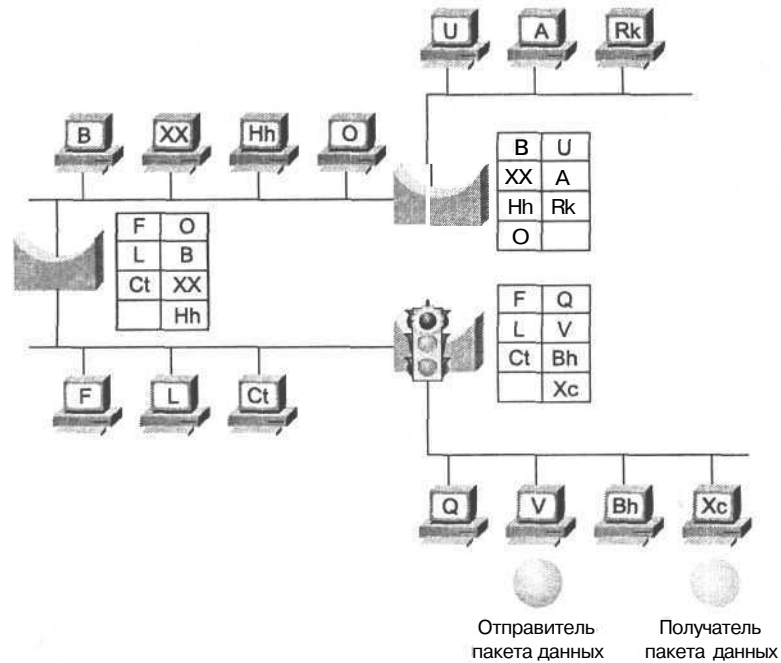 U A Rk
B XX Hh O
B U
XX A
Hh Rk
O
F O
L B
Ct XX
Hh
F Q
L V
Ct Bh
Xc
F L Ct
Q V Bh Xc
Отправитель
пакета данных
Получатель
пакета данных